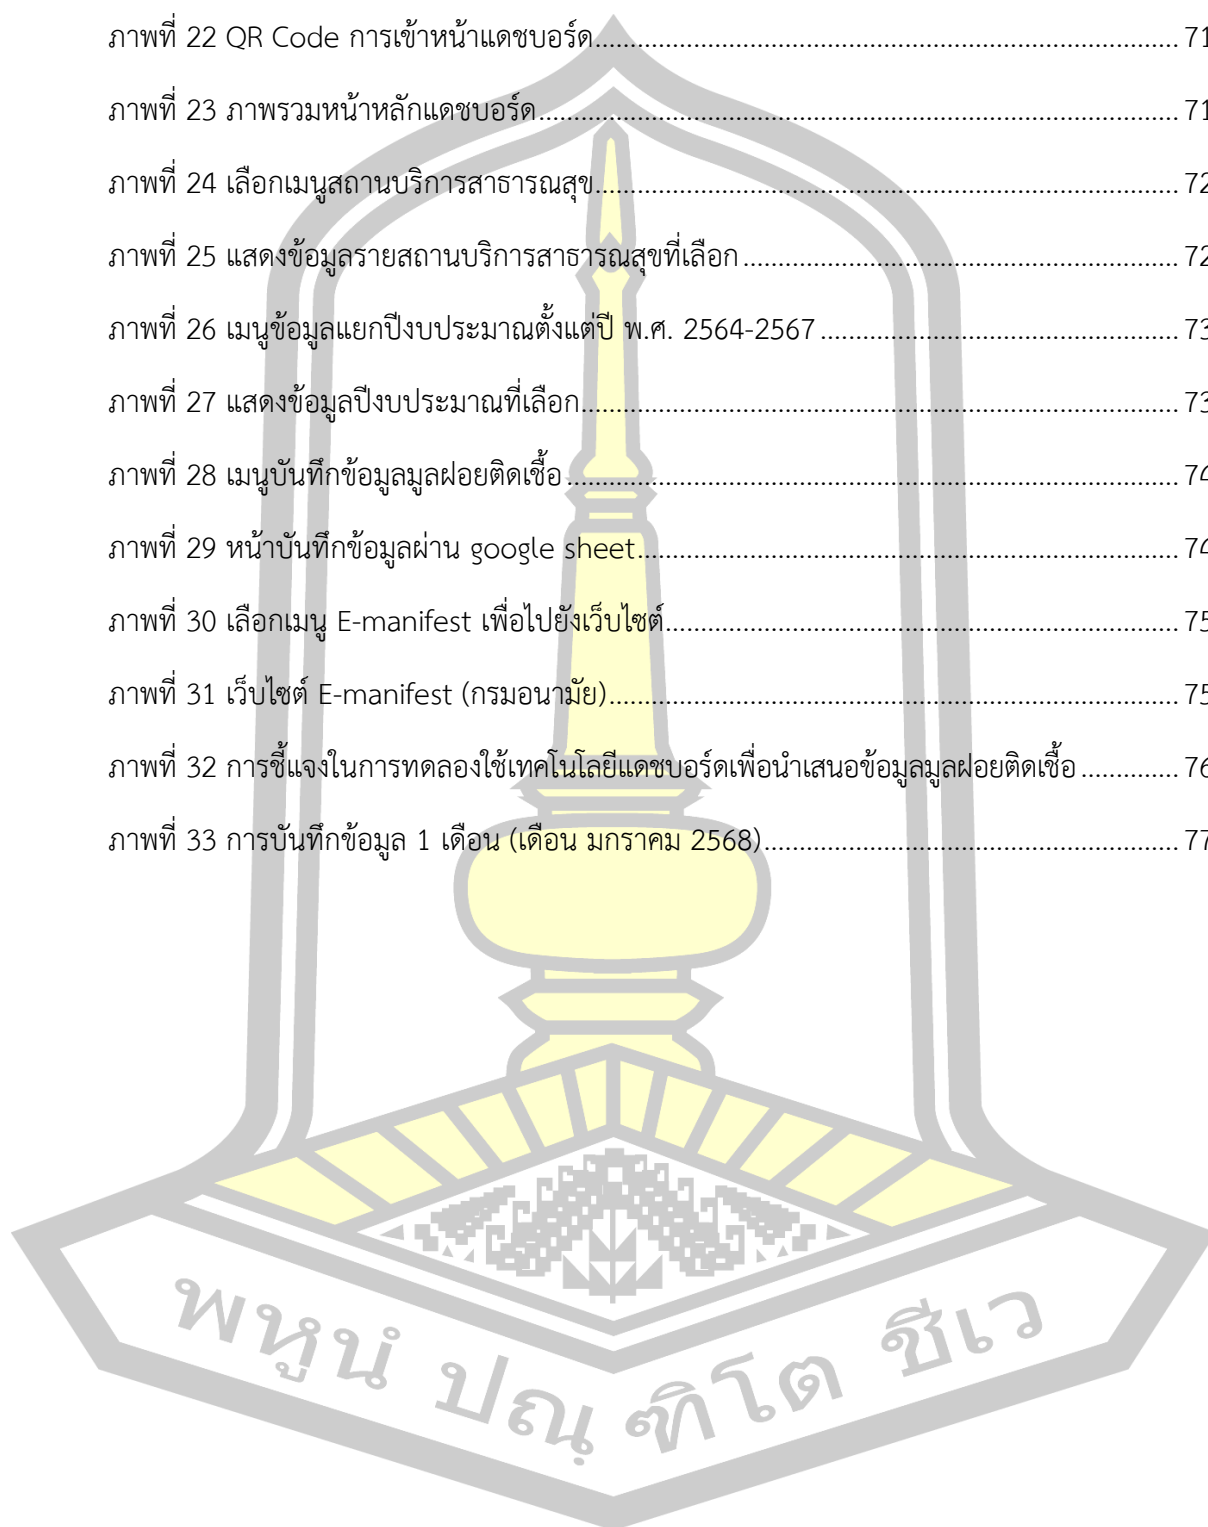 ภาพที่ 22 QR Code การเข้าหน้าแดชบอร์ด 71
ภาพที่ 23 ภาพรวมหน้าหลักแดชบอร์ด 71
ภาพที่ 24 เลือกเมนูสถานบริการสาธารณสุข 72
ภาพที่ 25 แสดงข้อมูลรายสถานบริการสาธารณสุขที่เลือก 72
ภาพที่ 26 เมนูข้อมูลแยกปีงบประมาณตั้งแต่ปี พ.ศ. 2564-2567 73
ภาพที่ 27 แสดงข้อมูลปีงบประมาณที่เลือก 73
ภาพที่ 28 เมนูบันทึกข้อมูลมูลฝอยติดเชื้อ 74
ภาพที่ 29 หน้าบันทึกข้อมูลผ่าน google sheet 74
ภาพที่ 30 เลือกเมนู E-manifest เพื่อไปยังเว็บไซต์ 75
ภาพที่ 31 เว็บไซต์ E-manifest (กรมอนามัย) 75
ภาพที่ 32 การชี้แจงในการทดลองใช้เทคโนโลยีแดชบอร์ดเพื่อนำเสนอข้อมูลมูลฝอยติดเชื้อ 76
ภาพที่ 33 การบันทึกข้อมูล 1 เดือน (เดือน มกราคม 2568) 77
พหูนํ ปณฺ ฑิโต ชีเว